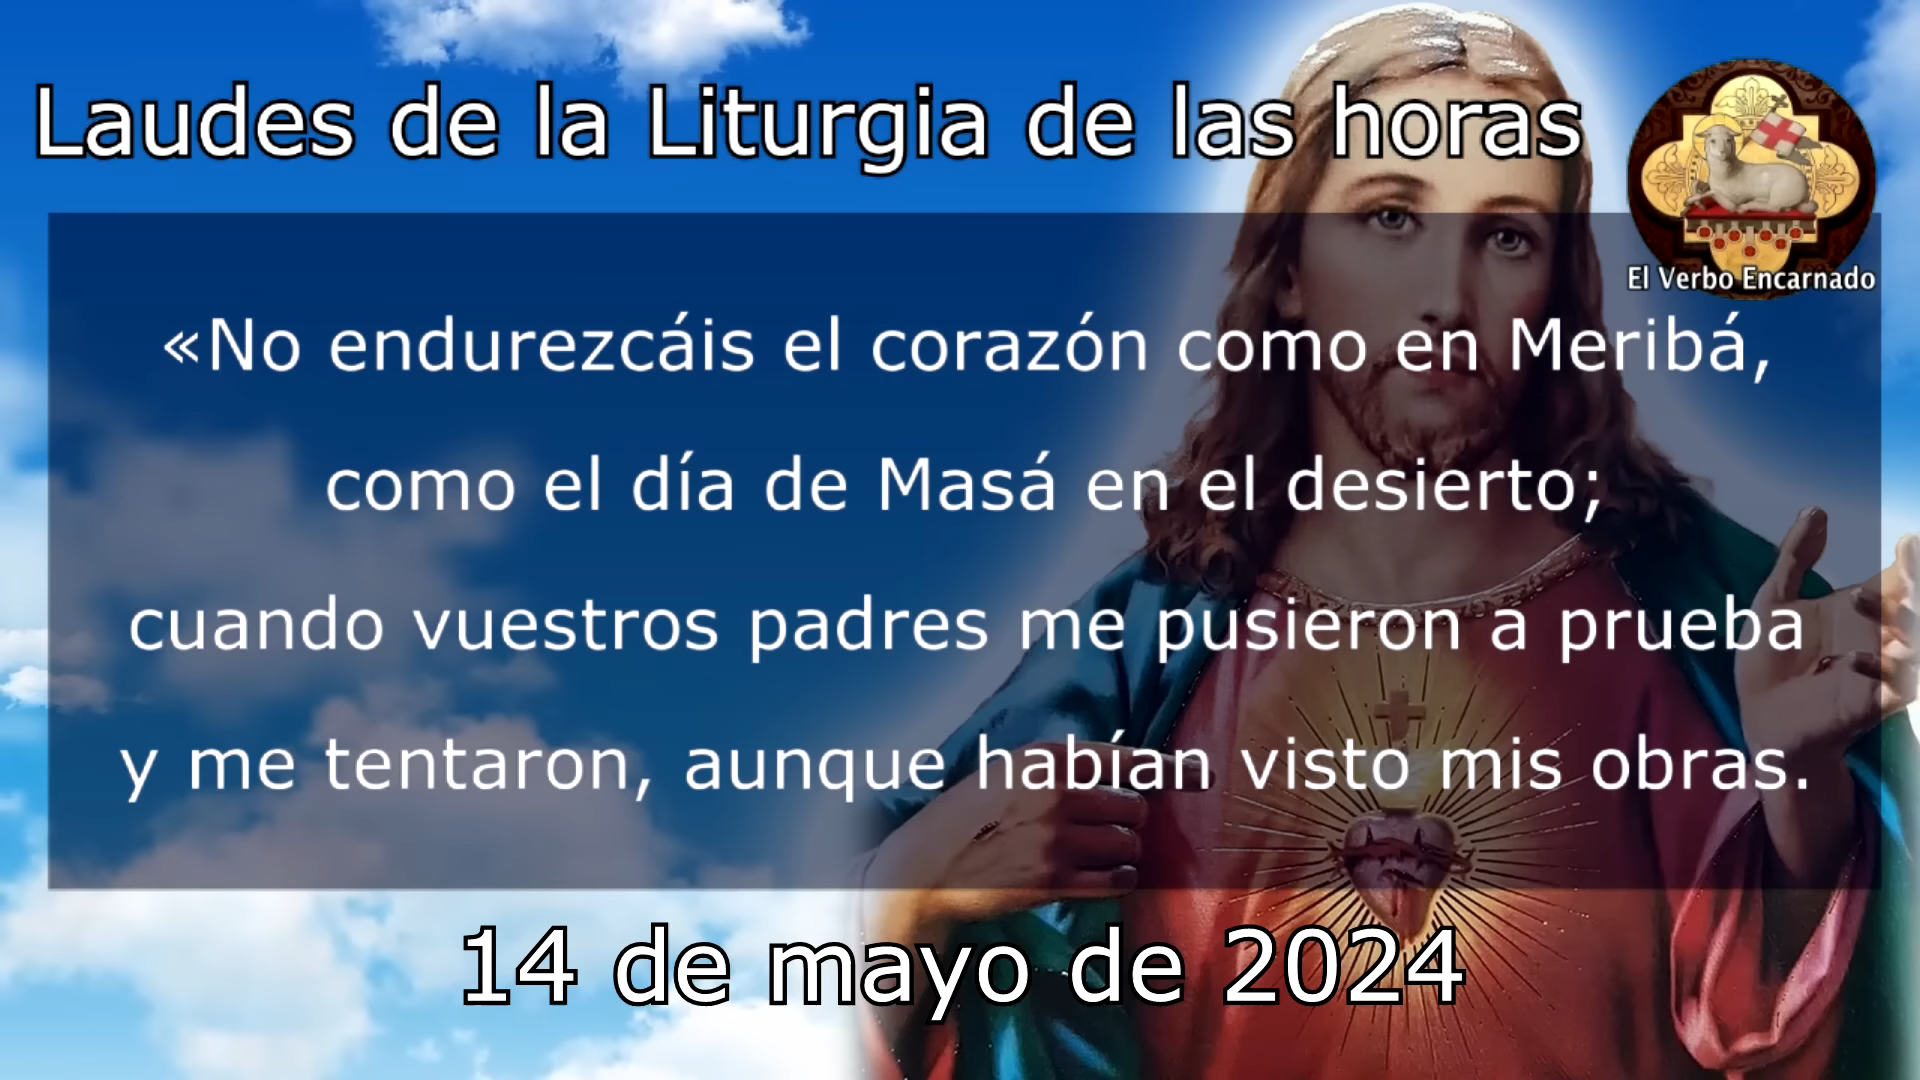 Laudes de la Liturgia de las horas
El Verbo Encarnado
«No endurezcáis el corazón como en Meribá,
como el día de Masá en el desierto;
cuando vuestros padres me pusieron a prueba
y me tentaron, aunque habían visto mis obras.
14 de mayo de 2024